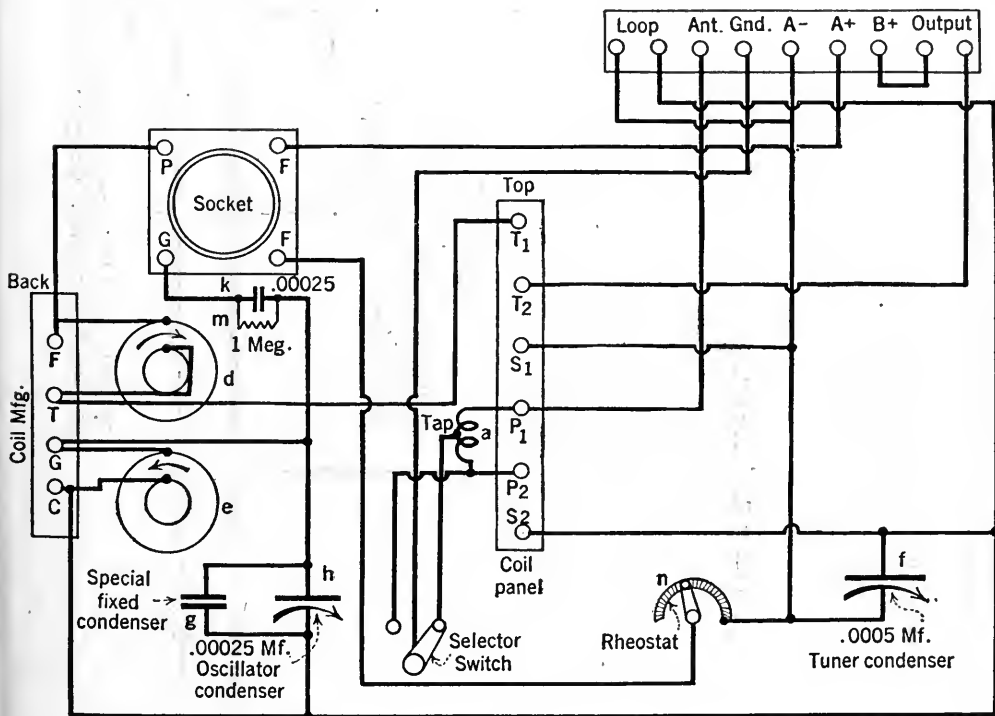 Loop Ant. Gnd. A- A+ B+ Output
P F
Socket
G F
k .00025
m
1 Meg.
Back
Coil Mfg.
F
T
G
C
d
e
Top
T1
T2
S1
P1
P2
S2
Coil
panel
Tap
a
Special
fixed
condenser
g
h
.00025 Mf.
Oscillator
condenser
Selector
Switch
n
Rheostat
f
.0005 Mf.
Tuner condenser